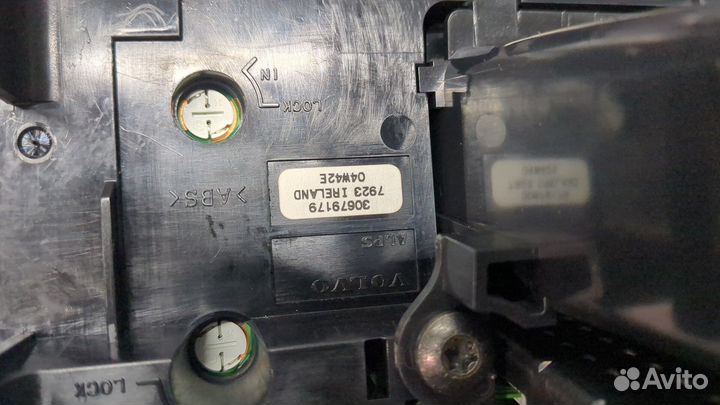 IN
LOCK
>ABS<
30679179
7923 IRELAND
04W42E
ALPS
VOLVO
LOCK
Avito